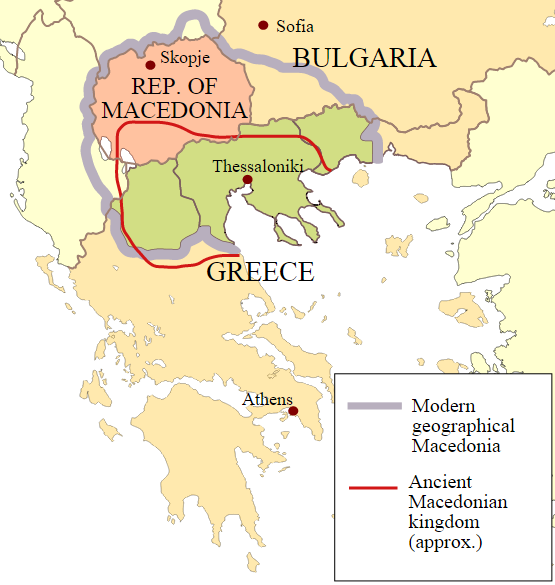 Sofia
BULGARIA
Skopje
REP. OF
MACEDONIA
Thessaloniki
GREECE
Athens
Modern
geographical
Macedonia
Ancient
Macedonian
kingdom
(approx.)